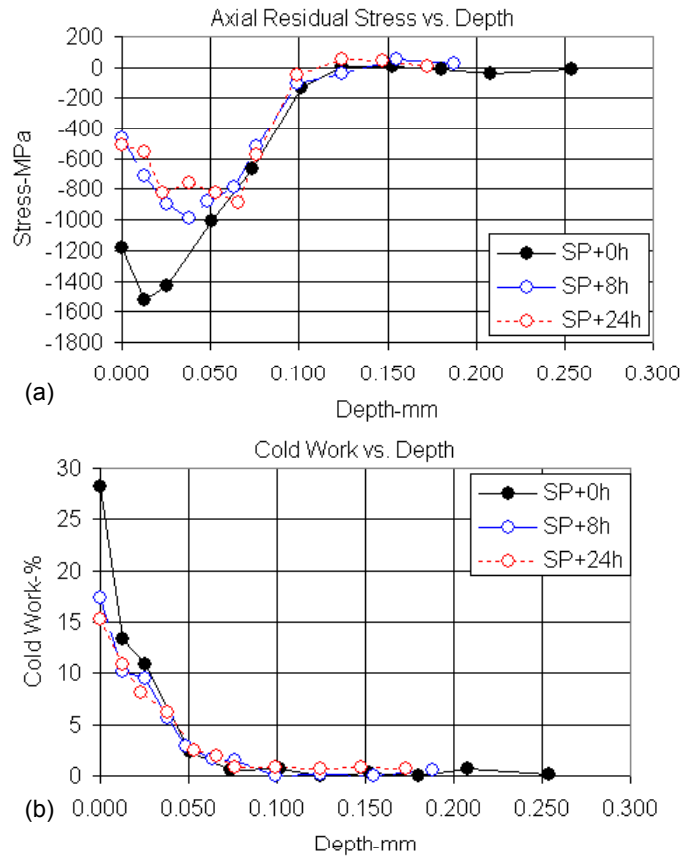 Axial Residual Stress vs. Depth
200
0
-200
-400
-600
-800
-1000
-1200
-1400
-1600
-1800
Stress-MPa
SP+0h
SP+8h
SP+24h
0.000 0.050 0.100 0.150 0.200 0.250 0.300
(a)
Depth-mm
Cold Work vs. Depth
30
25
20
15
10
5
0
Cold Work-%
SP+0h
SP+8h
SP+24h
0.000 0.050 0.100 0.150 0.200 0.250 0.300
(b)
Depth-mm